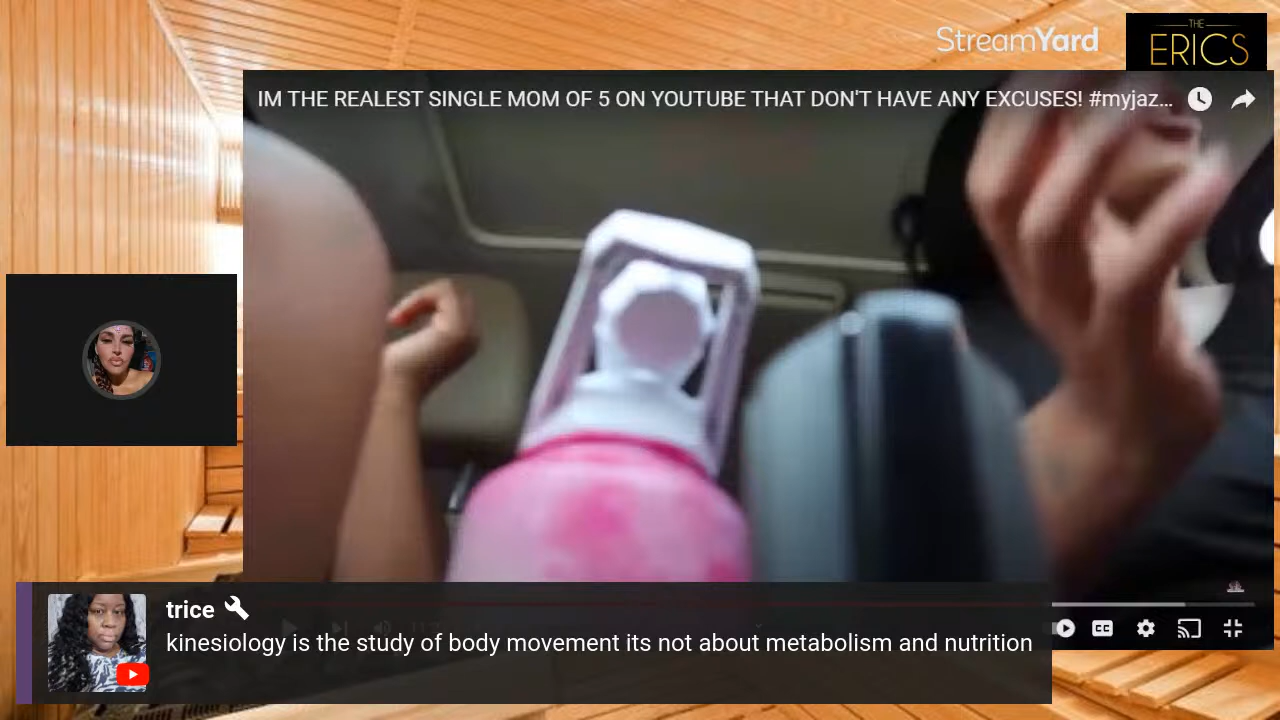 StreamYard
THE
ERICS
IM THE REALEST SINGLE MOM OF 5 ON YOUTUBE THAT DON'T HAVE ANY EXCUSES! #myjaz...
trice
kinesiology is the study of body movement its not about metabolism and nutrition
CC